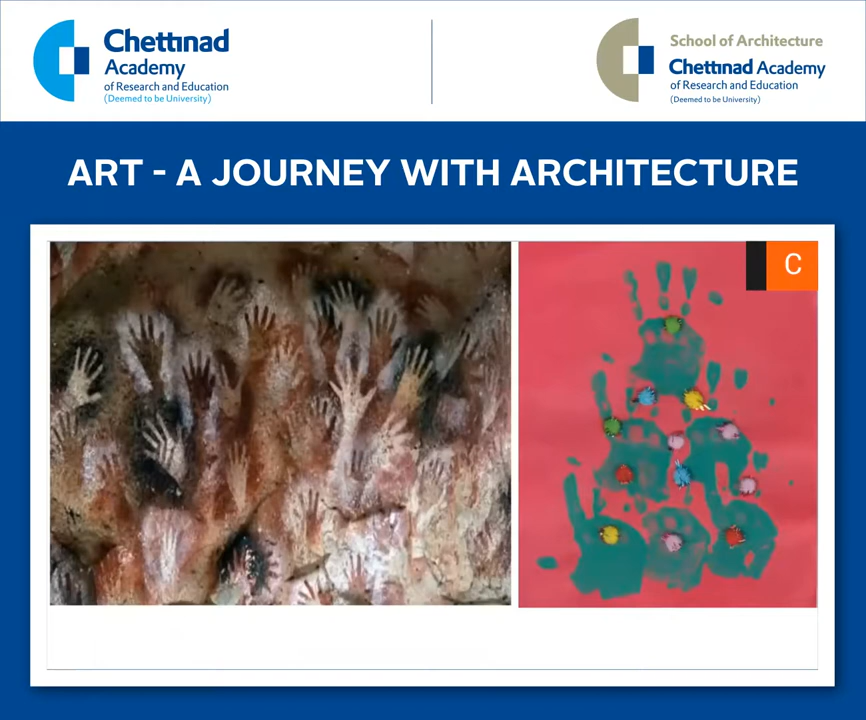 Chettinad
Academy
of Research and Education
(Deemed to be University)
School of Architecture
Chettinad Academy
of Research and Education
(Deemed to be University)
ART - A JOURNEY WITH ARCHITECTURE
C